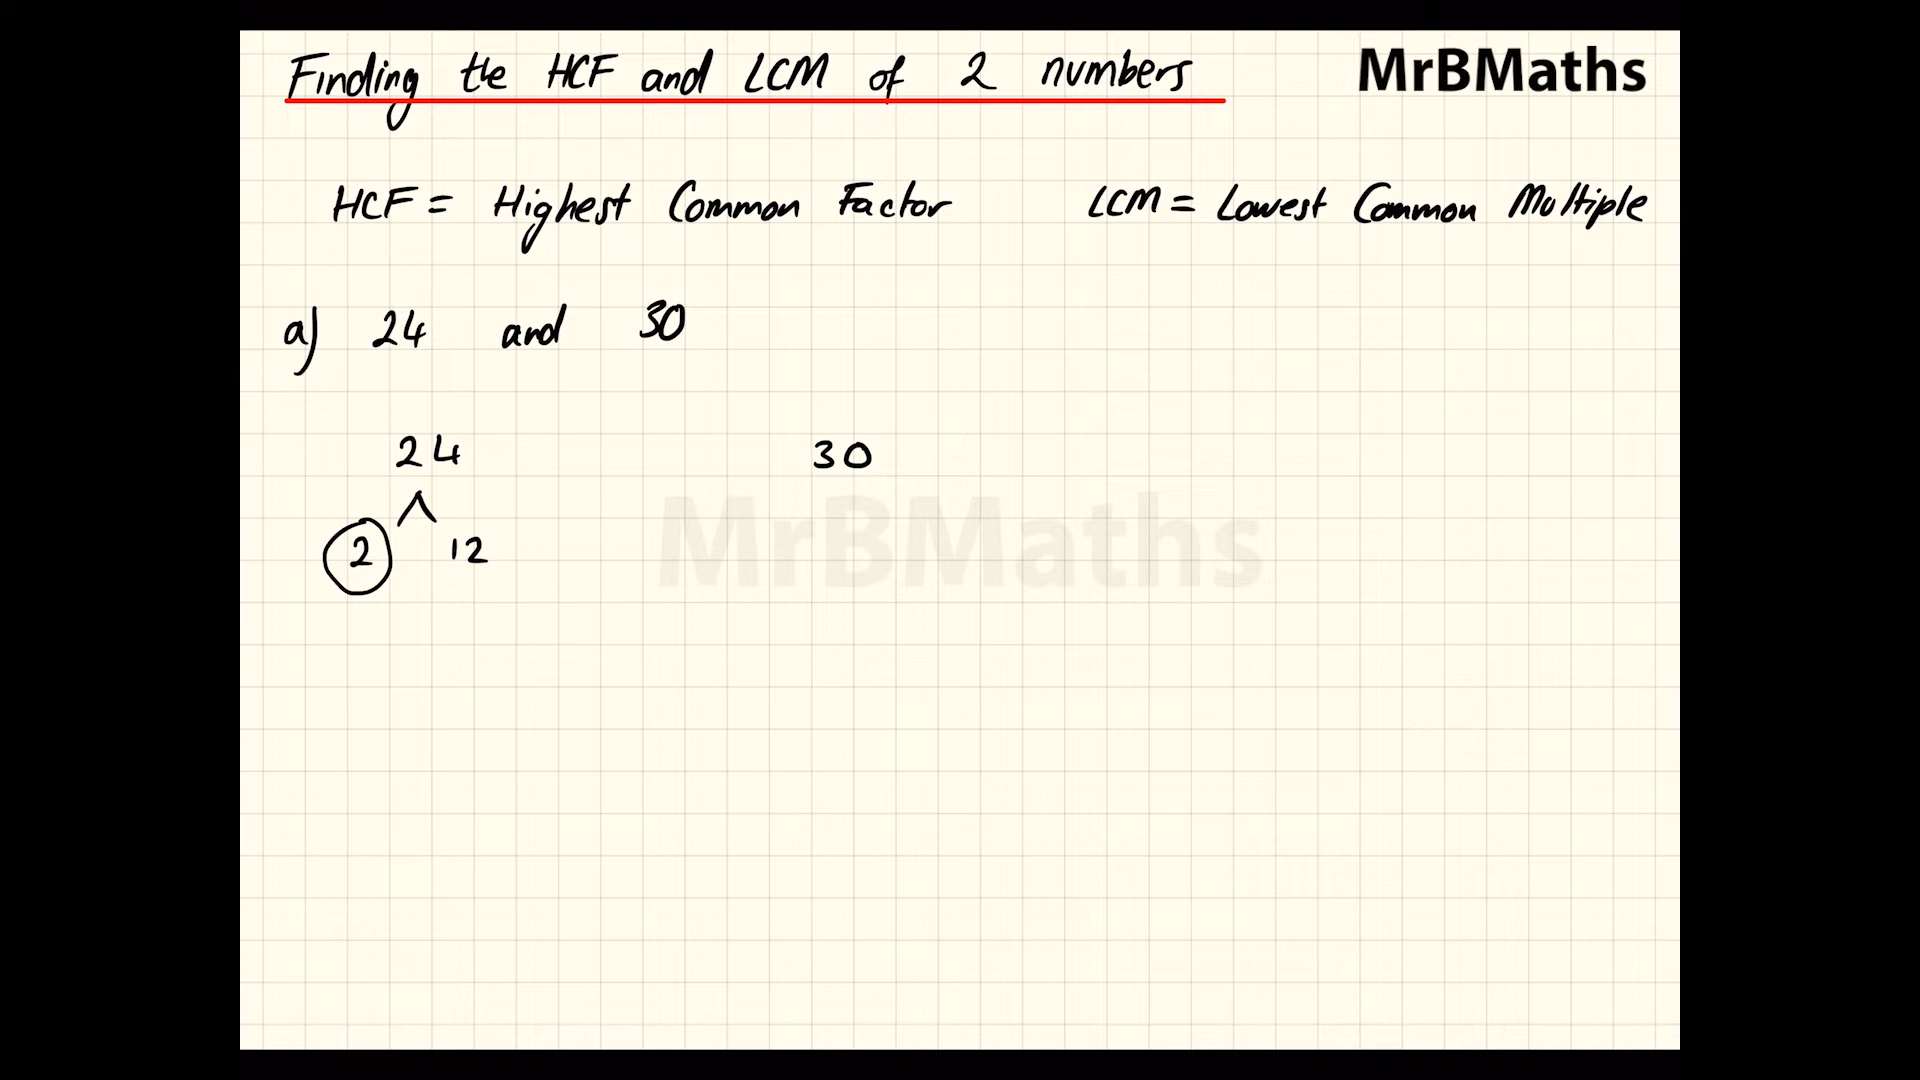 Finding the HCF and LCM of 2 numbers MrBMaths
HCF = Highest Common Factor LCM = Lowest Common Multiple
a) 24 and 30
24 30
2 12
MrBMaths